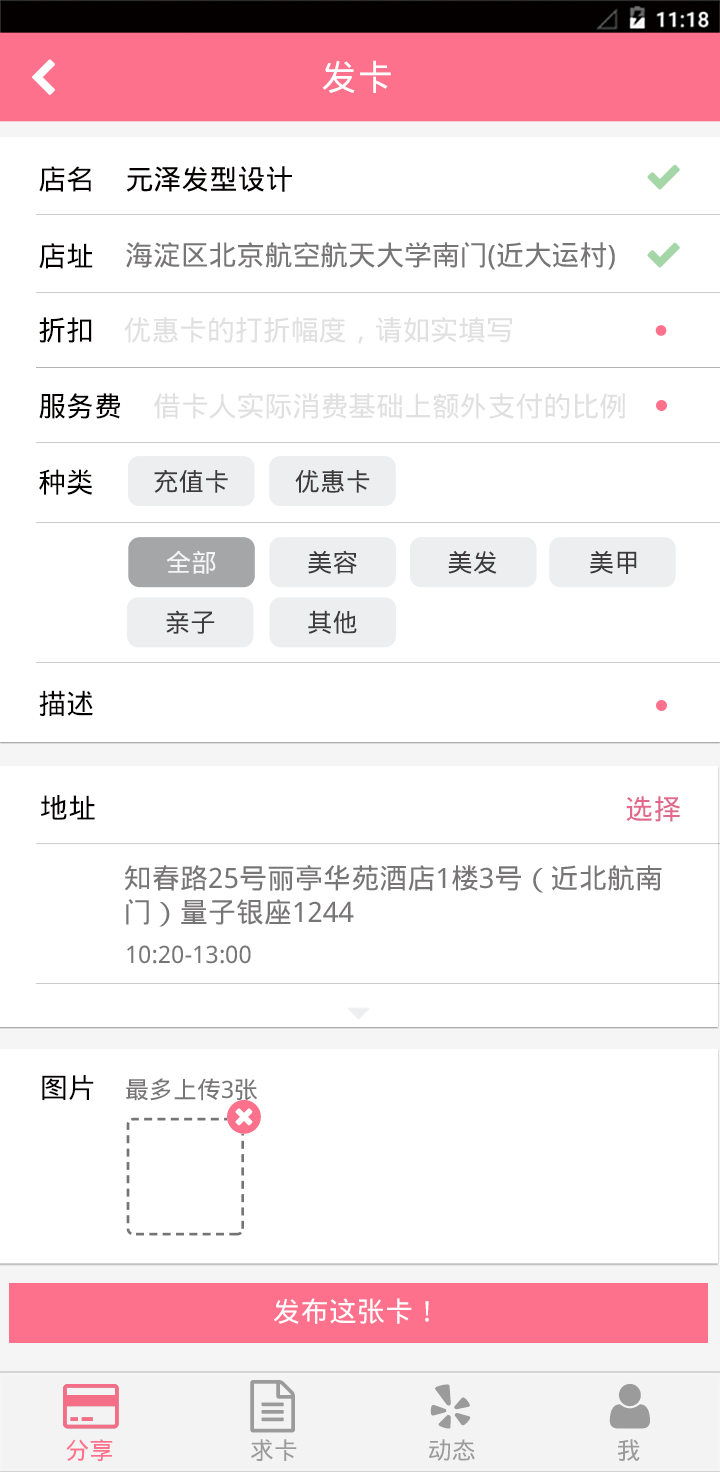 11:18
发卡
店名 元泽发型设计
店址 海淀区北京航空航天大学南门(近大运村)
折扣 优惠卡的打折幅度，请如实填写
服务费 借卡人实际消费基础上额外支付的比例
种类 充值卡 优惠卡
全部 美容 美发 美甲
亲子 其他
描述
地址 选择
知春路25号丽亭华苑酒店1楼3号（近北航南
门）量子银座1244
10:20-13:00
图片 最多上传3张
发布这张卡！
分享 求卡 动态 我